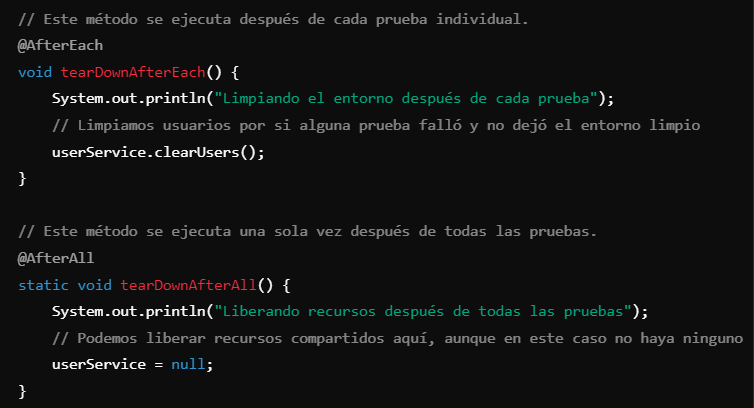 // Este método se ejecuta después de cada prueba individual.
@AfterEach
void tearDownAfterEach() {
    System.out.println("Limpiando el entorno después de cada prueba");
    // Limpiamos usuarios por si alguna prueba falló y no dejó el entorno limpio
    userService.clearUsers();
}
// Este método se ejecuta una sola vez después de todas las pruebas.
@AfterAll
static void tearDownAfterAll() {
    System.out.println("Liberando recursos después de todas las pruebas");
    // Podemos liberar recursos compartidos aquí, aunque en este caso no haya ninguno
    userService = null;
}